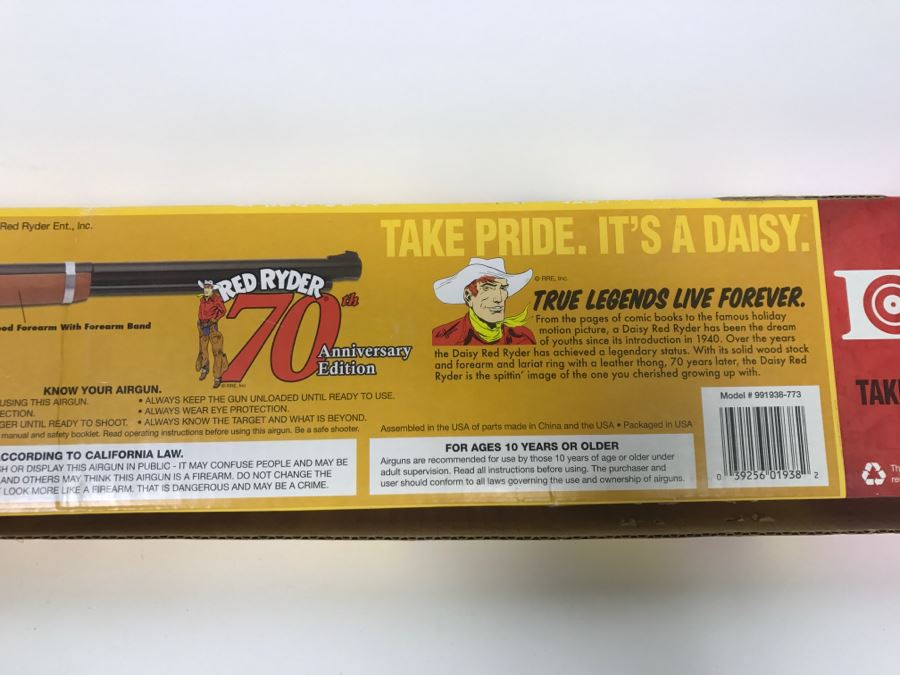 Red Ryder Ent., Inc.
TAKE PRIDE. IT'S A DAISY.
© RRE, Inc.
RED RYDER
70th
Anniversary
Edition
© RRE, Inc
Forearm With Forearm Band
TRUE LEGENDS LIVE FOREVER.
From the pages of comic books to the famous holiday
motion picture, a Daisy Red Ryder has been the dream
of youths since its introduction in 1940. Over the years
the Daisy Red Ryder has achieved a legendary status. With its solid wood stock
and forearm and lariat ring with a leather thong, 70 years later, the Daisy Red
Ryder is the spittin' image of the one you cherished growing up with.
KNOW YOUR AIRGUN.
USING THIS AIRGUN. • ALWAYS KEEP THE GUN UNLOADED UNTIL READY TO USE.
ECTION. • ALWAYS WEAR EYE PROTECTION.
GER UNTIL READY TO SHOOT. • ALWAYS KNOW THE TARGET AND WHAT IS BEYOND.
manual and safety booklet. Read operating instructions before using this airgun. Be a safe shooter.
CCORDING TO CALIFORNIA LAW.
SH OR DISPLAY THIS AIRGUN IN PUBLIC - IT MAY CONFUSE PEOPLE AND MAY BE
AND OTHERS MAY THINK THIS AIRGUN IS A FIREARM. DO NOT CHANGE THE
LOOK MORE LIKE A FIREARM. THAT IS DANGEROUS AND MAY BE A CRIME.
Assembled in the USA of parts made in China and the USA • Packaged in USA
FOR AGES 10 YEARS OR OLDER
Airguns are recommended for use by those 10 years of age or older under
adult supervision. Read all instructions before using. The purchaser and
user should conform to all laws governing the use and ownership of airguns.
Model # 991938-773
0 39256 01938 2
TAK
Th
re